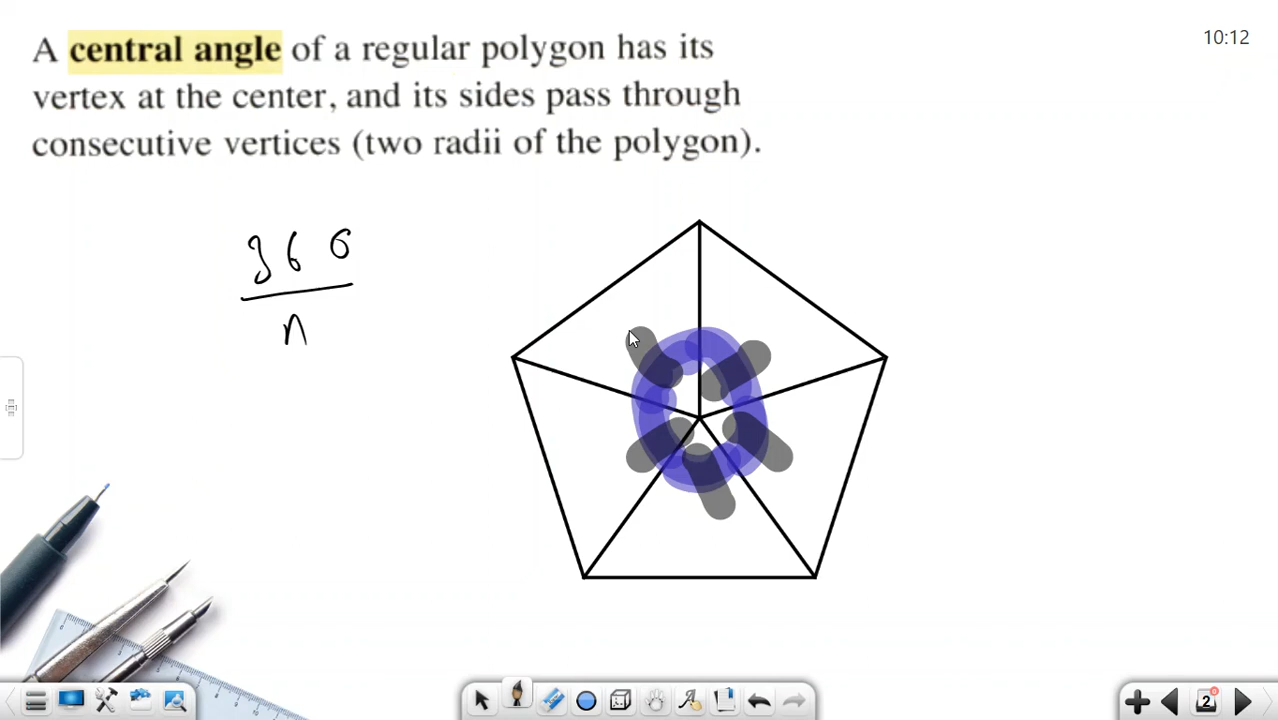 A central angle of a regular polygon has its
vertex at the center, and its sides pass through
consecutive vertices (two radii of the polygon).
10:12
360
n
2